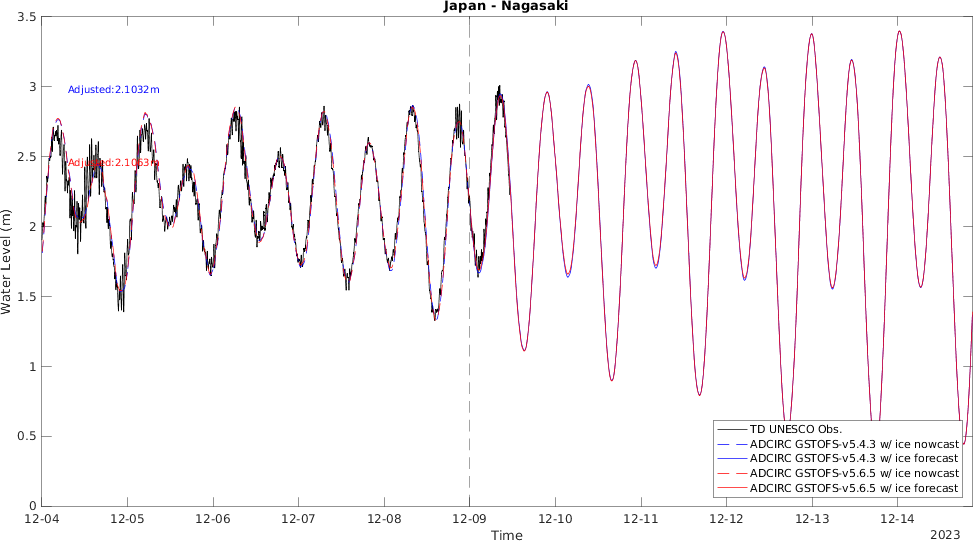 Japan - Nagasaki
3.5
3
2.5
2
1.5
1
0.5
0
Water Level (m)
Adjusted:2.1032m
Adjusted:2.1063m
TD UNESCO Obs.
ADCIRC GSTOFS-v5.4.3 w/ ice nowcast
ADCIRC GSTOFS-v5.4.3 w/ ice forecast
ADCIRC GSTOFS-v5.6.5 w/ ice nowcast
ADCIRC GSTOFS-v5.6.5 w/ ice forecast
12-04 12-05 12-06 12-07 12-08 12-09 12-10 12-11 12-12 12-13 12-14
Time
2023